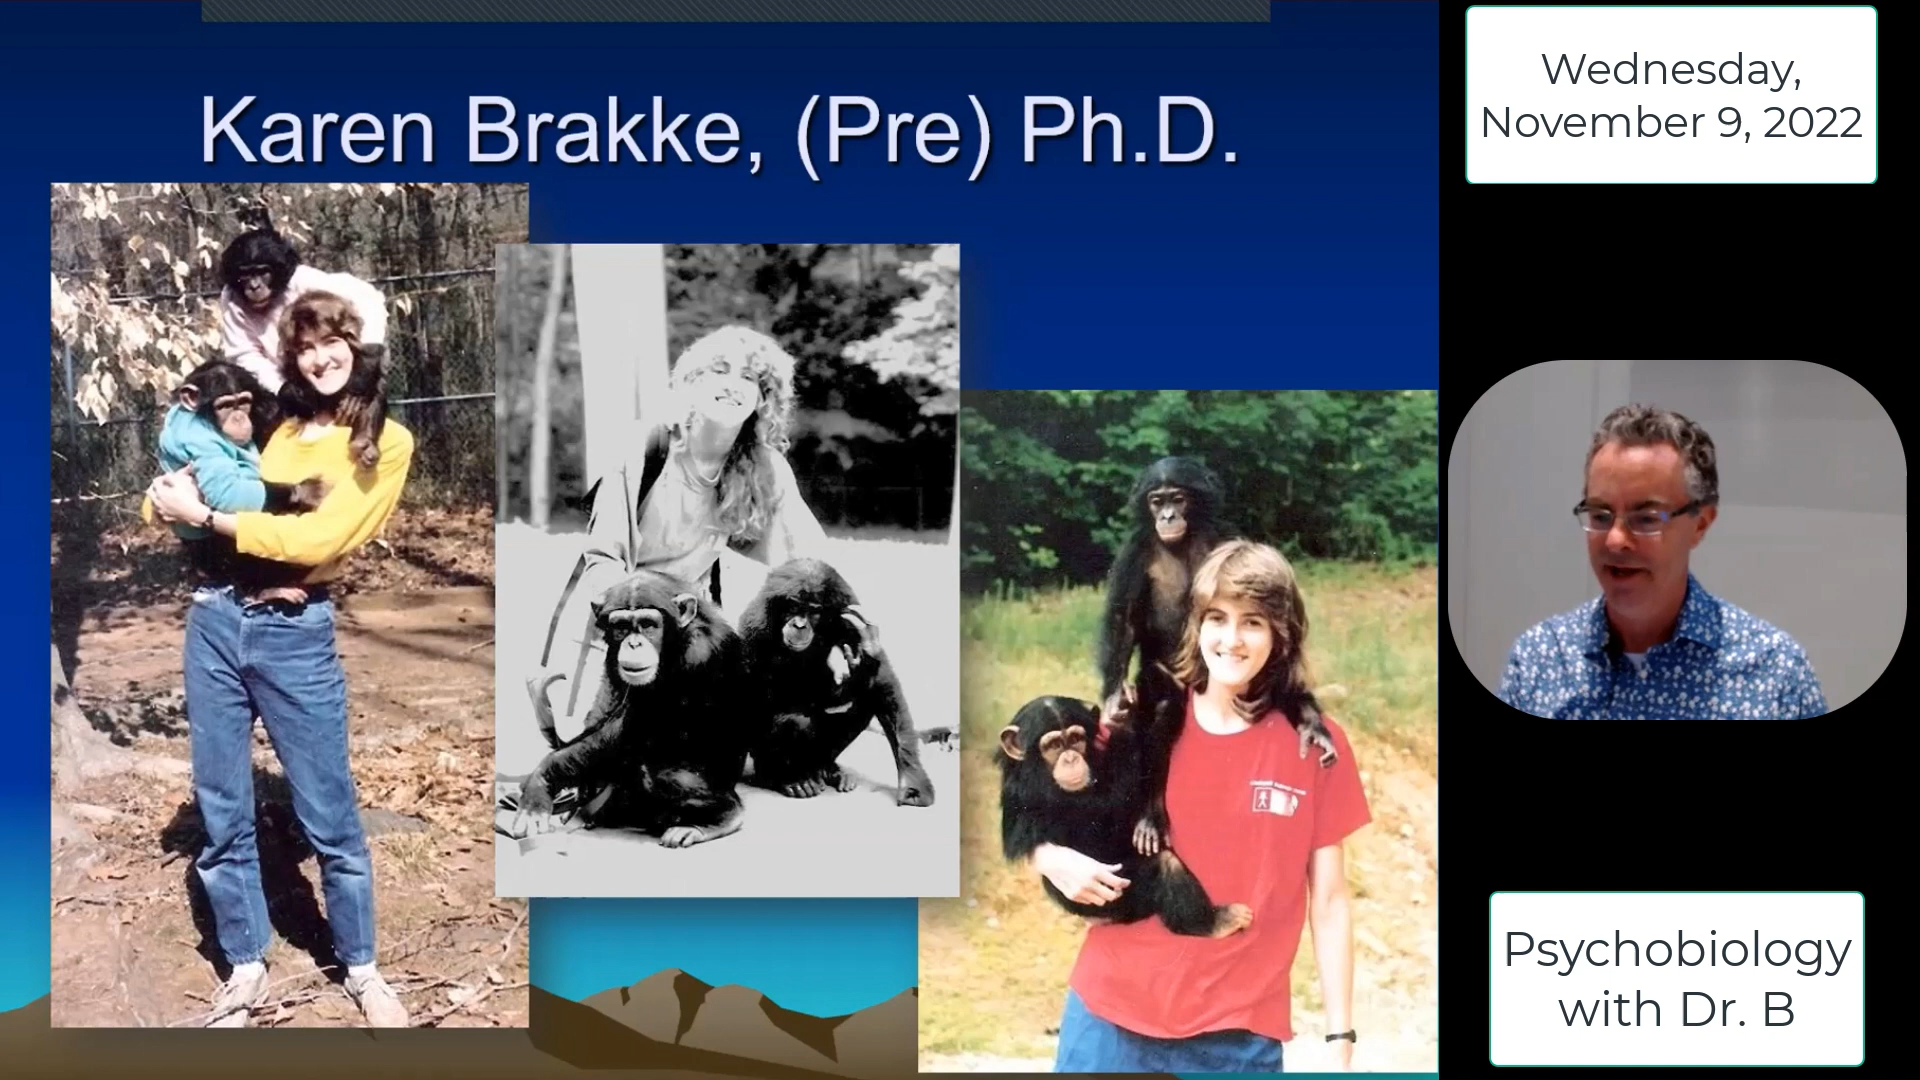 Karen Brakke, (Pre) Ph.D.
Wednesday,
November 9, 2022
Psychobiology
with Dr. B